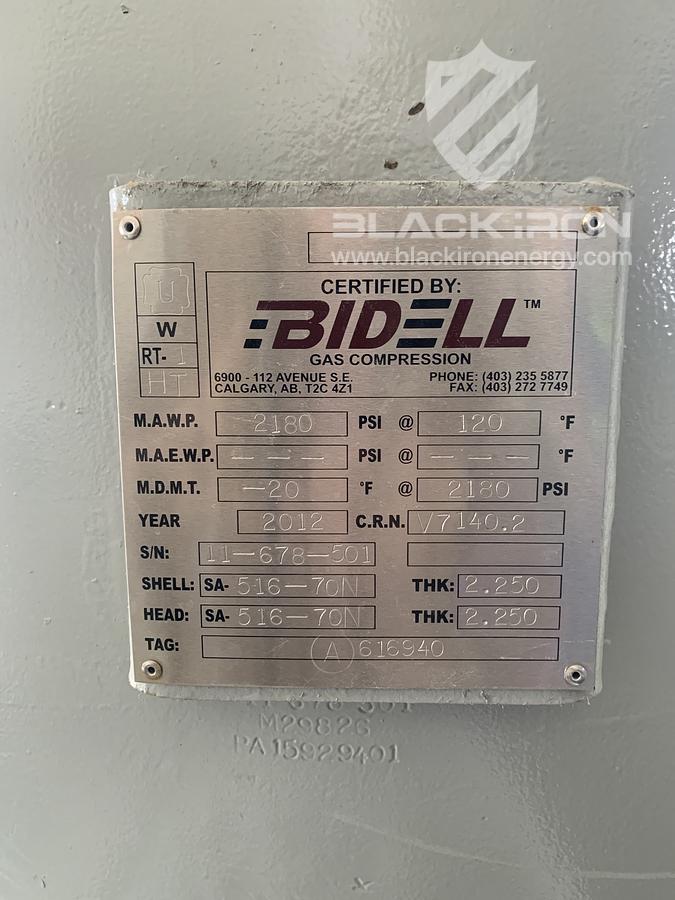 BLACK iRON
www.blackironenergy.com
U
W
RT-1
HT
CERTIFIED BY:
BIDELL™
GAS COMPRESSION
6900 - 112 AVENUE S.E. PHONE: (403) 235 5877
CALGARY, AB, T2C 4Z1 FAX: (403) 272 7749
M.A.W.P. 2180 PSI @ 120 °F
M.A.E.W.P. - - - PSI @ - - - °F
M.D.M.T. -20 °F @ 2180 PSI
YEAR 2012 C.R.N. V7140.2
S/N: 11-678-501
SHELL: SA-516-70N THK: 2.250
HEAD: SA-516-70N THK: 2.250
TAG: A 616940
11 678 501
M29826
PA15929401